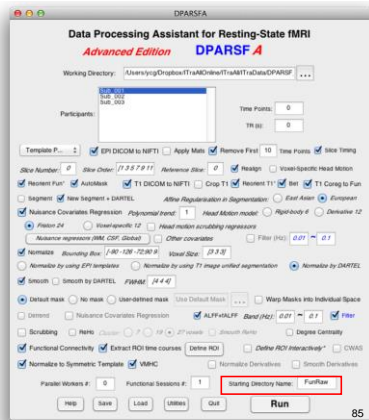 DPARSFA
Data Processing Assistant for Resting-State fMRI
Advanced Edition DPARSF A
Working Directory: /Users/ycg/Dropbox/ITraAllOnline/ITraAll/ITraData/DPARSF ...
Participants: Sub_001
Sub_002
Sub_003
Time Points: 0
TR (s): 0
Template P... EPI DICOM to NIFTI Apply Mats Remove First 10 Time Points Slice Timing
Slice Number: 0 Slice Order: [1 3 5 7 9 11 Reference Slice: 0 Realign Voxel-Specific Head Motion
Reorient Fun* AutoMask T1 DICOM to NIFTI Crop T1 Reorient T1* Bet T1 Coreg to Fun
Segment New Segment + DARTEL Affine Regularisation in Segmentation: East Asian European
Nuisance Covariates Regression Polynomial trend: 1 Head Motion model: Rigid-body 6 Derivative 12
Friston 24 Voxel-specific 12 Head motion scrubbing regressors
Nuisance regressors (WM, CSF, Global) Other covariates Filter (Hz): 0.01 ~ 0.1
Normalize Bounding Box: [-90 -126 -72;90 9 Voxel Size: [3 3 3]
Normalize by using EPI templates Normalize by using T1 image unified segmentation Normalize by DARTEL
Smooth Smooth by DARTEL FWHM: [4 4 4]
Default mask No mask User-defined mask Use Default Mask ... Warp Masks into Individual Space
Detrend Nuisance Covariates Regression ALFF+fALFF Band (Hz): 0.01 ~ 0.1 Filter
Scrubbing ReHo Cluster: 7 19 27 voxels Smooth ReHo Degree Centrality
Functional Connectivity Extract ROI time courses Define ROI Define ROI Interactively* CWAS
Normalize to Symmetric Template VMHC Normalize Derivatives Smooth Derivatives
Parallel Workers #: 0 Functional Sessions #: 1 Starting Directory Name: FunRaw
Help Save Load Utilities Quit Run
85